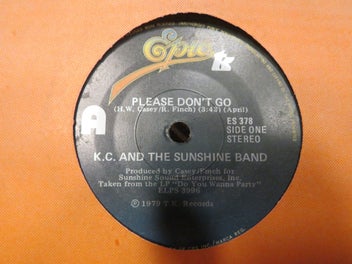 Epic TK
PLEASE DON'T GO
(H.W. Casey/R. Finch) (3:42) (April)
A
ES 378
SIDE ONE
STEREO
K.C. AND THE SUNSHINE BAND
Produced by Casey/Finch for
Sunshine Sound Enterprises, Inc.
Taken from the LP "Do You Wanna Party"
ELPS 3996
© 1979 T.K. Records